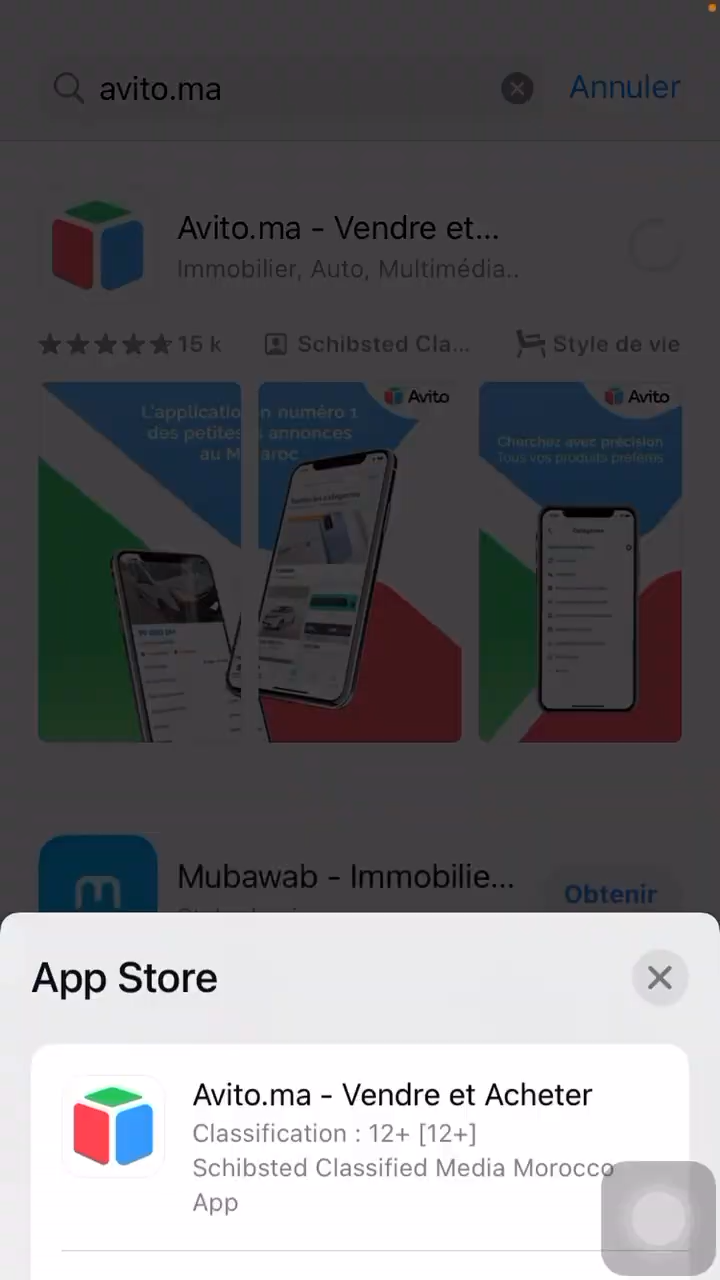 avito.ma
Annuler
Avito.ma - Vendre et...
Immobilier, Auto, Multimédia..
15 k
Schibsted Cla...
Style de vie
L'application numéro 1
des petites annonces
au Maroc
Avito
Cherchez avec précision
Tous vos produits préférés
Avito
Mubawab - Immobilie...
Obtenir
App Store
Avito.ma - Vendre et Acheter
Classification : 12+ [12+]
Schibsted Classified Media Morocco
App